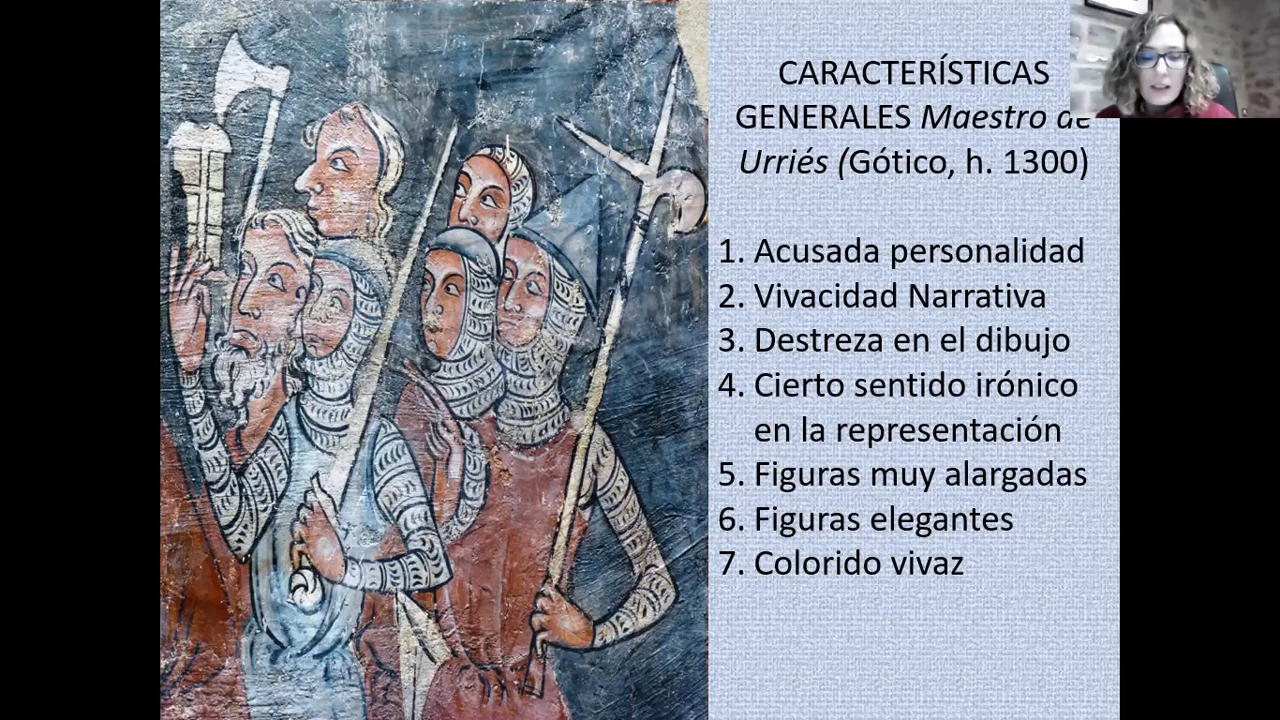 CARACTERÍSTICAS
GENERALES Maestro de
Urriés (Gótico, h. 1300)
1. Acusada personalidad
2. Vivacidad Narrativa
3. Destreza en el dibujo
4. Cierto sentido irónico
en la representación
5. Figuras muy alargadas
6. Figuras elegantes
7. Colorido vivaz